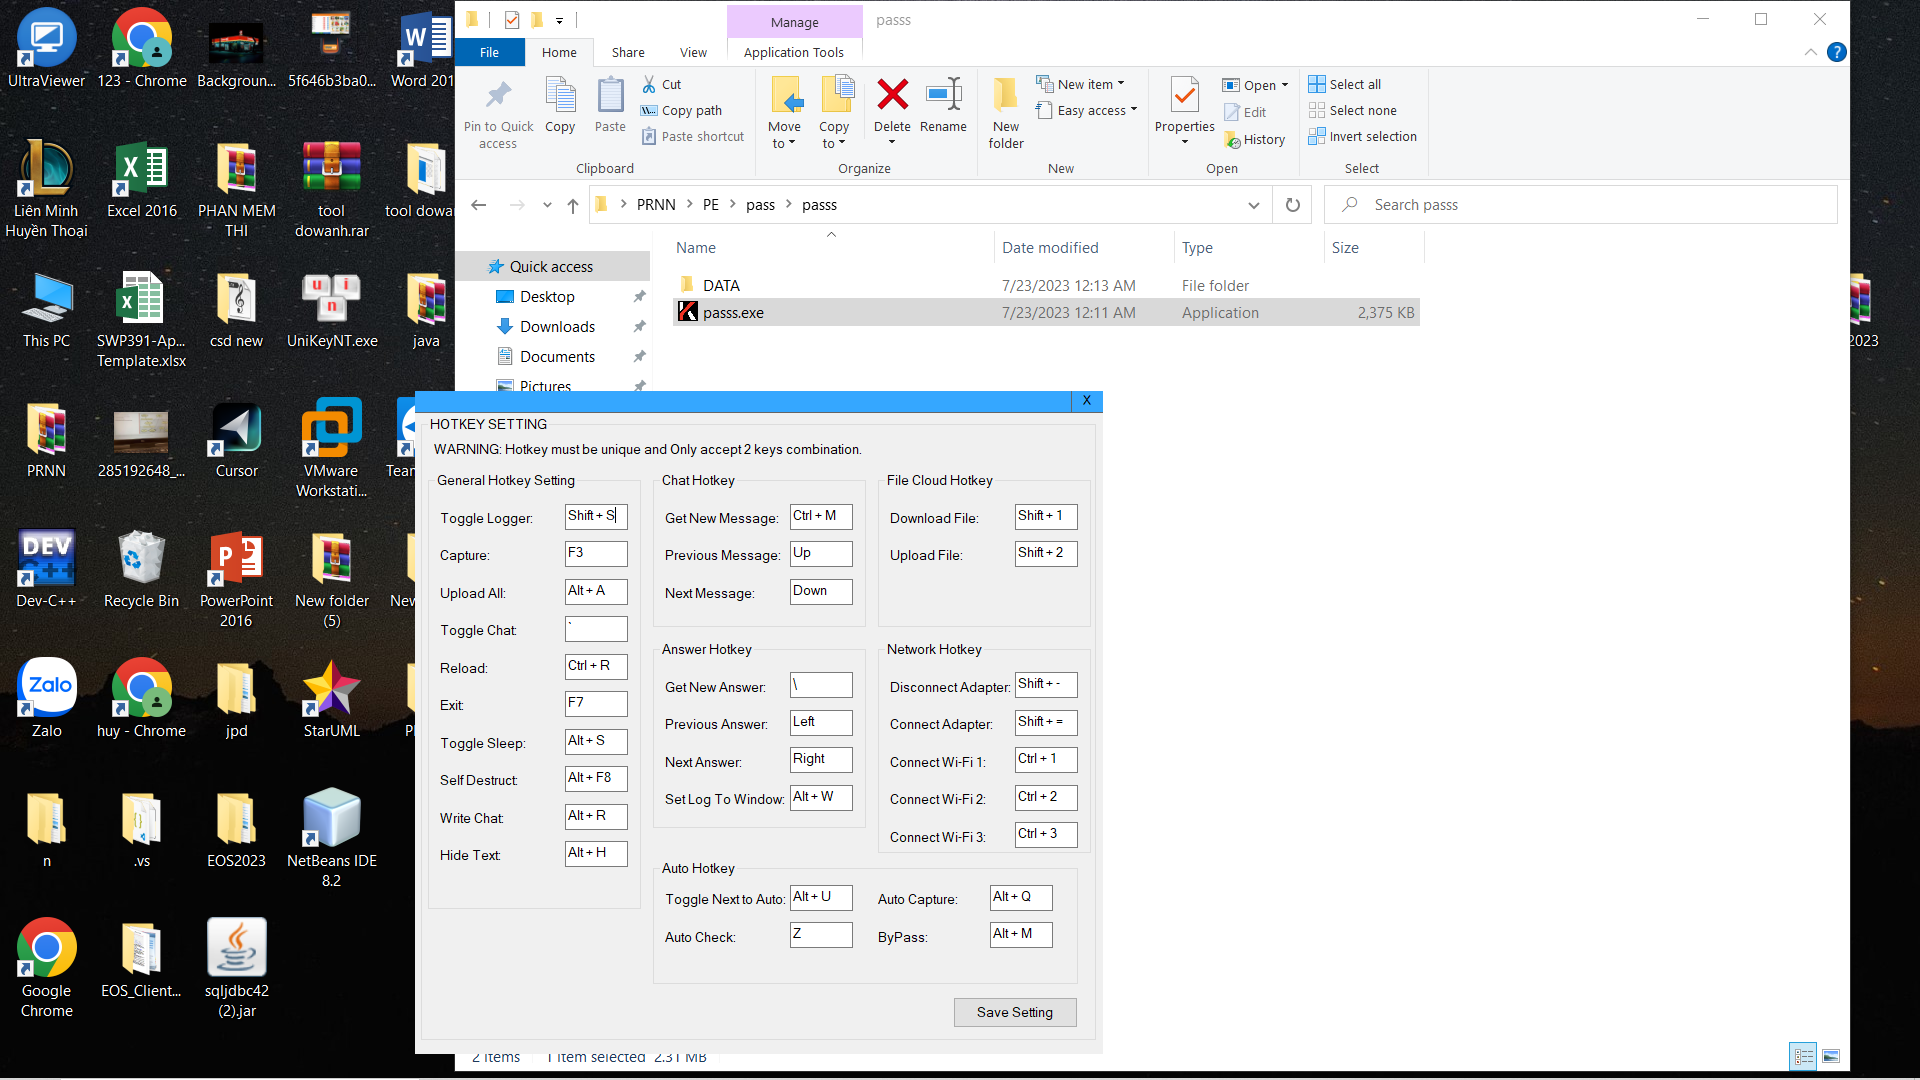 UltraViewer
123 - Chrome
Backgroun...
5f646b3ba0...
Word 201
Liên Minh
Huyền Thoại
Excel 2016
PHAN MEM
THI
tool
dowanh.rar
tool dowa
This PC
SWP391-Ap...
Template.xlsx
csd new
UniKeyNT.exe
java
PRNN
285192648_...
Cursor
VMware
Workstati...
Team
Dev-C++
Recycle Bin
PowerPoint
2016
New folder
(5)
New
Zalo
huy - Chrome
jpd
StarUML
n
.vs
EOS2023
NetBeans IDE
8.2
Google
Chrome
EOS_Client...
sqljdbc42
(2).jar
2023
Manage
passs
File
Home
Share
View
Application Tools
Pin to Quick
access
Copy
Paste
Cut
Copy path
Paste shortcut
Clipboard
Move
to
Copy
to
Delete
Rename
Organize
New
folder
New item
Easy access
New
Properties
Open
Edit
History
Open
Select all
Select none
Invert selection
Select
PRNN > PE > pass > passs
Search passs
Name
Date modified
Type
Size
Quick access
Desktop
Downloads
Documents
Pictures
DATA 7/23/2023 12:13 AM File folder
passs.exe 7/23/2023 12:11 AM Application 2,375 KB
X
HOTKEY SETTING
WARNING: Hotkey must be unique and Only accept 2 keys combination.
General Hotkey Setting
Toggle Logger: Shift + S
Capture: F3
Upload All: Alt + A
Toggle Chat: `
Reload: Ctrl + R
Exit: F7
Toggle Sleep: Alt + S
Self Destruct: Alt + F8
Write Chat: Alt + R
Hide Text: Alt + H
Chat Hotkey
Get New Message: Ctrl + M
Previous Message: Up
Next Message: Down
File Cloud Hotkey
Download File: Shift + 1
Upload File: Shift + 2
Answer Hotkey
Get New Answer: \
Previous Answer: Left
Next Answer: Right
Set Log To Window: Alt + W
Network Hotkey
Disconnect Adapter: Shift + -
Connect Adapter: Shift + =
Connect Wi-Fi 1: Ctrl + 1
Connect Wi-Fi 2: Ctrl + 2
Connect Wi-Fi 3: Ctrl + 3
Auto Hotkey
Toggle Next to Auto: Alt + U
Auto Capture: Alt + Q
Auto Check: Z
ByPass: Alt + M
Save Setting
2 items 1 item selected 2.31 MB